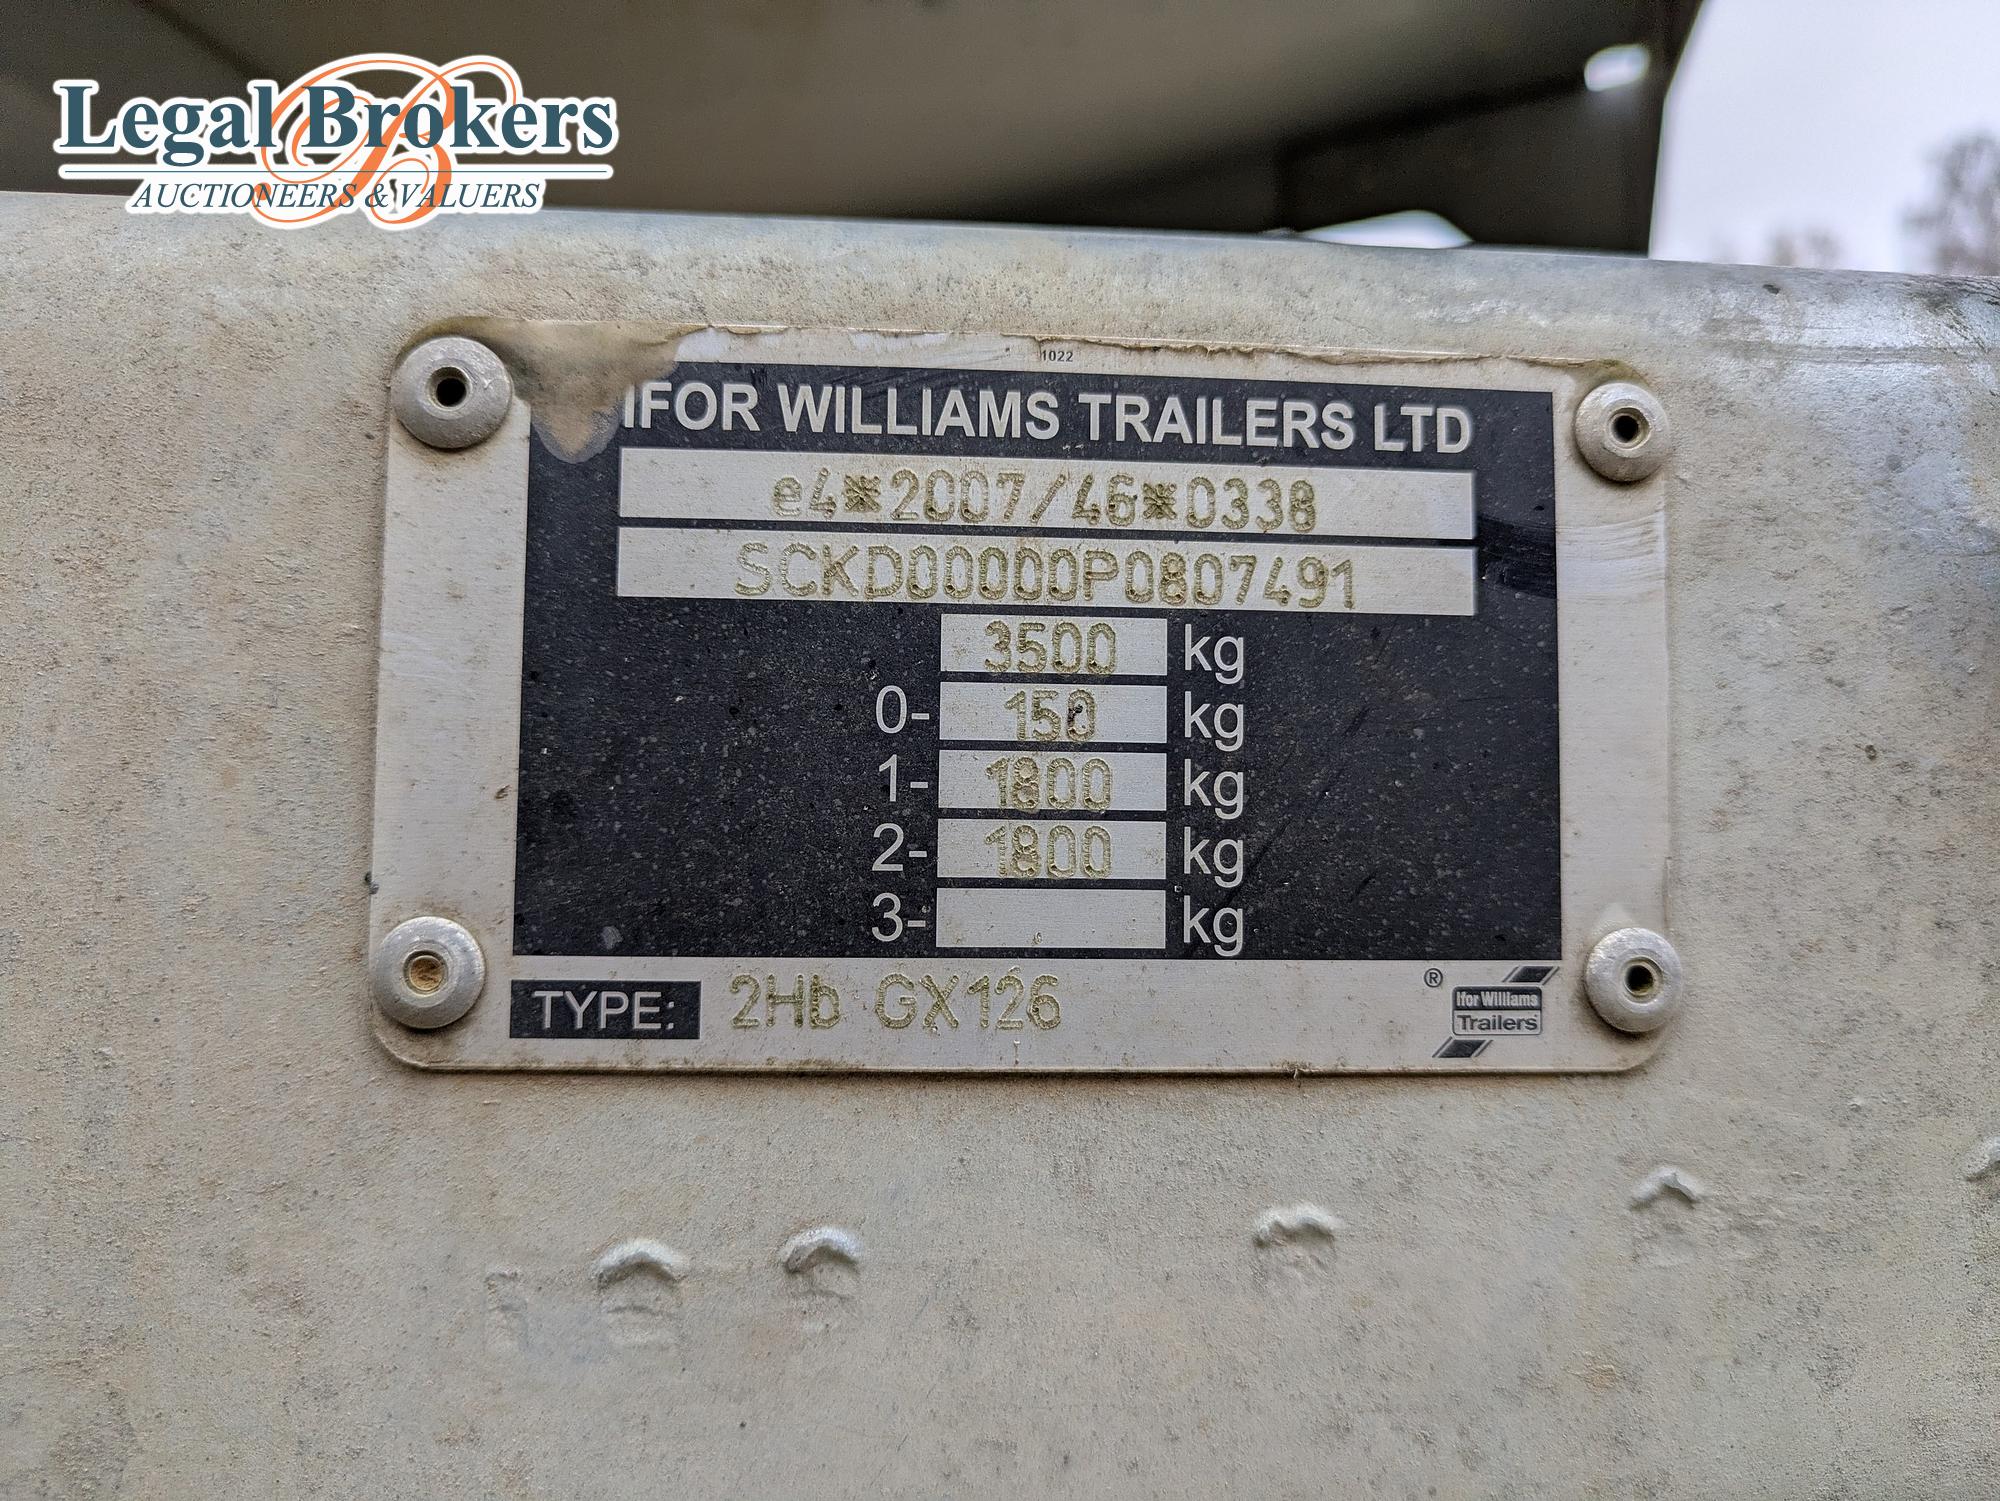 Legal Brokers
AUCTIONEERS & VALUERS
1022
IFOR WILLIAMS TRAILERS LTD
e4*2007/46*0338
SCKD00000P0807491
3500 kg
0- 150 kg
1- 1800 kg
2- 1800 kg
3- kg
TYPE: 2Hb GX126
®
Ifor Williams
Trailers